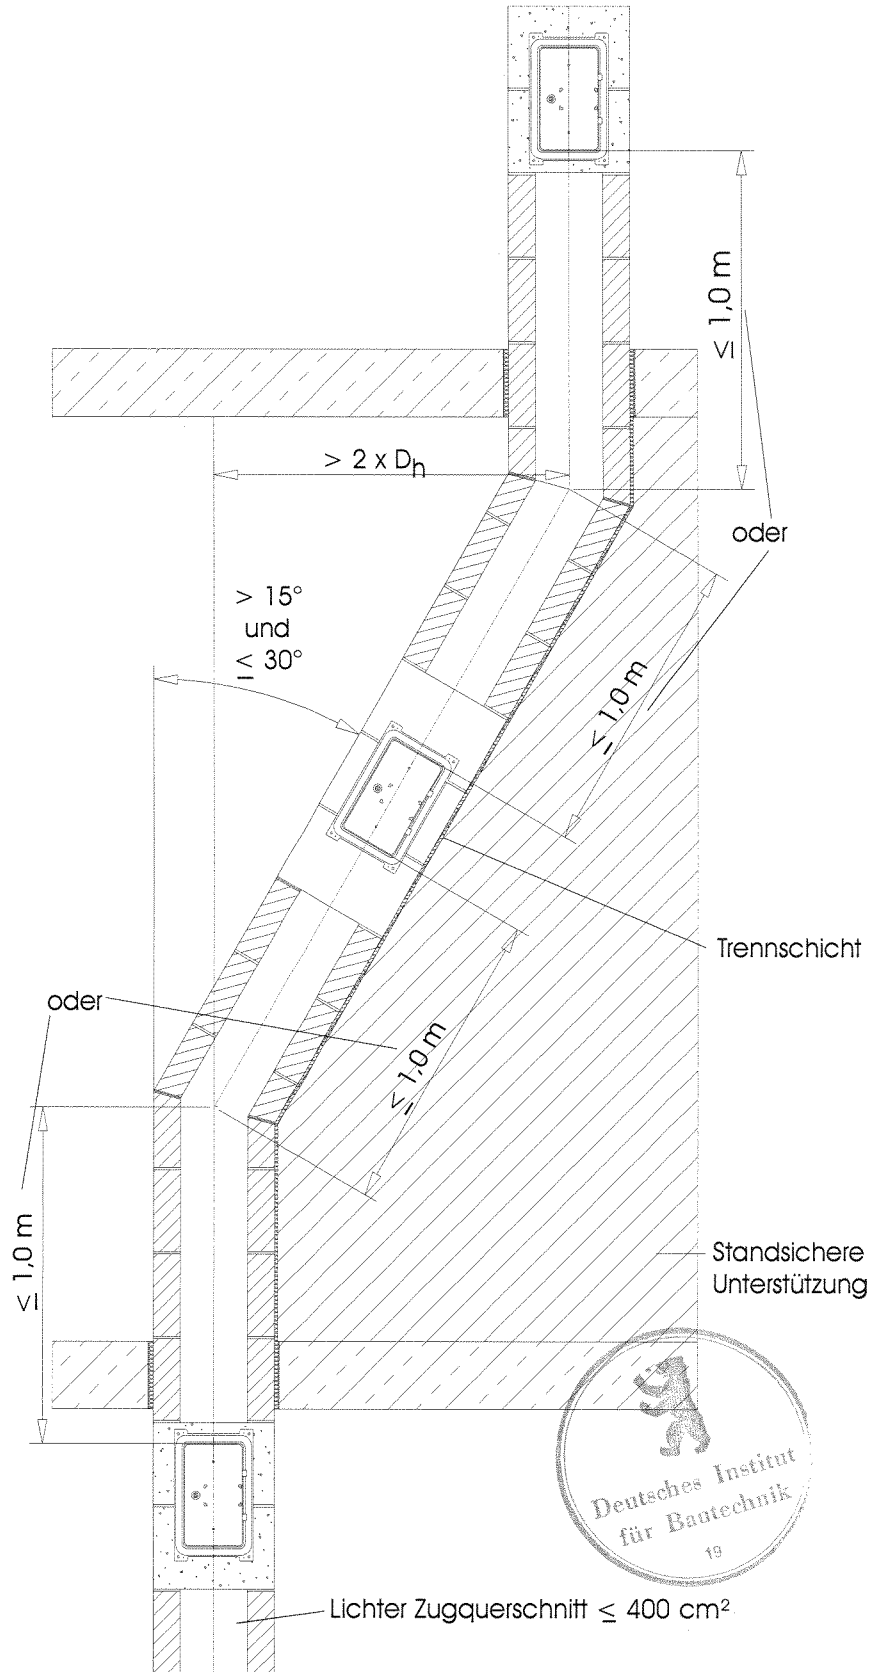 ≤ 1,0 m
> 2 x Dh
oder
> 15°
und
≤ 30°
≤ 1,0 m
Trennschicht
oder
≤ 1,0 m
≤ 1,0 m
Standsichere
Unterstützung
Deutsches Institut
für Bautechnik
19
Lichter Zugquerschnitt ≤ 400 cm²